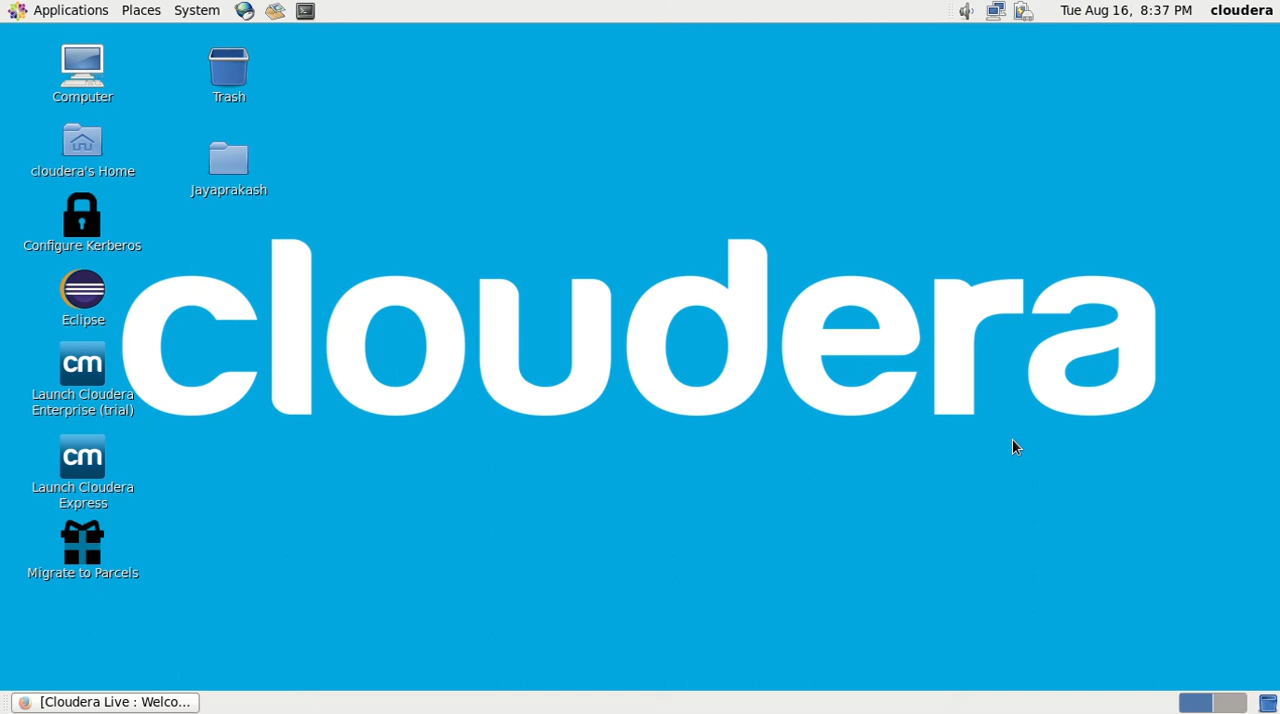 Applications Places System
Tue Aug 16, 8:37 PM cloudera
Computer
Trash
cloudera's Home
Jayaprakash
Configure Kerberos
Eclipse
cm
Launch Cloudera
Enterprise (trial)
cloudera
cm
Launch Cloudera
Express
Migrate to Parcels
[Cloudera Live : Welco...